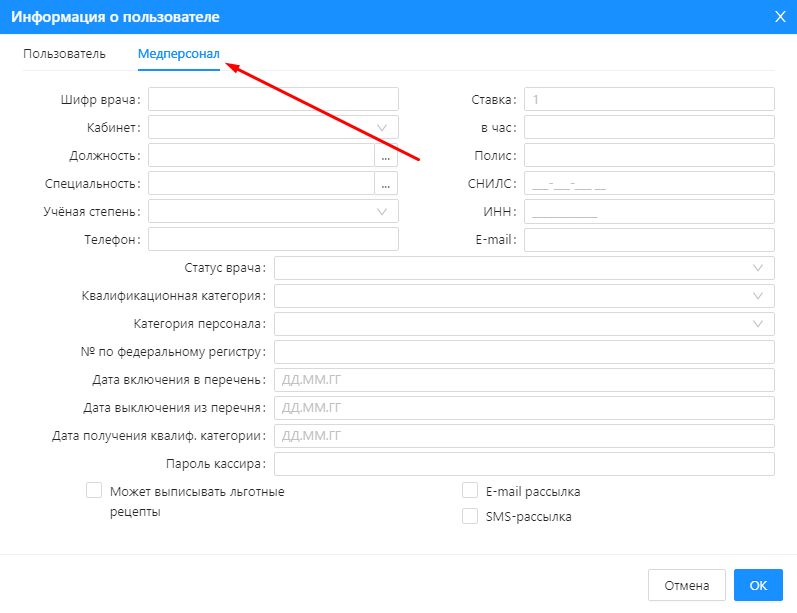 Информация о пользователе
Пользователь Медперсонал
Шифр врача: Ставка: 1
Кабинет: в час:
Должность: ... Полис:
Специальность: ... СНИЛС: ___-___-___ __
Учёная степень: ИНН: ____________
Телефон: E-mail:
Статус врача:
Квалификационная категория:
Категория персонала:
№ по федеральному регистру:
Дата включения в перечень: ДД.ММ.ГГ
Дата выключения из перечня: ДД.ММ.ГГ
Дата получения квалиф. категории: ДД.ММ.ГГ
Пароль кассира:
Может выписывать льготные E-mail рассылка
рецепты
SMS-рассылка
Отмена OK